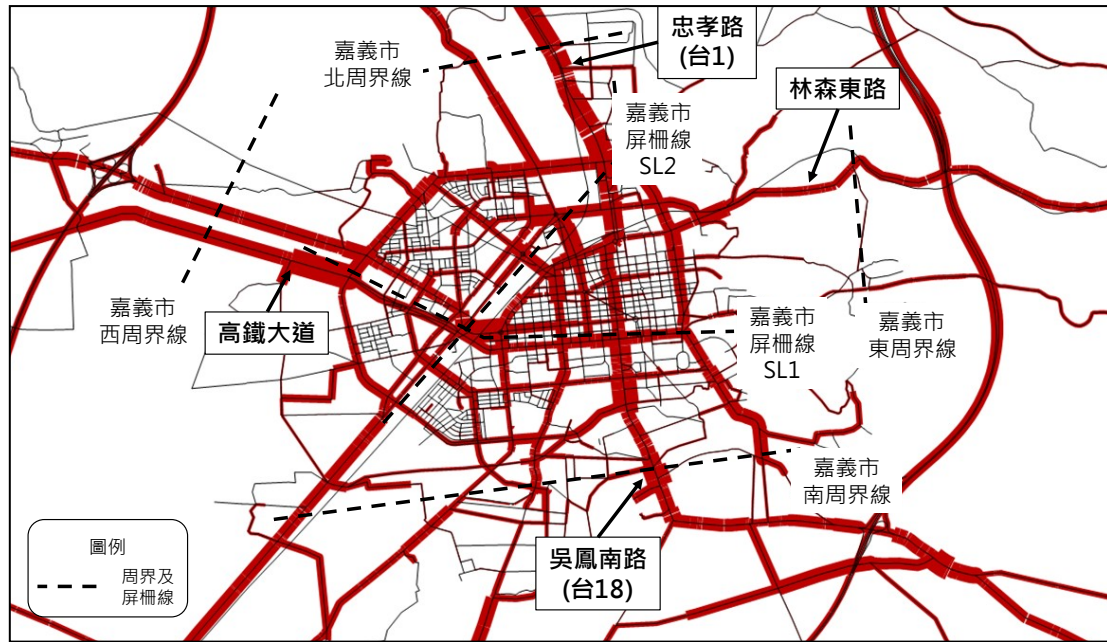 忠孝路
(台1)
嘉義市
北周界線
林森東路
嘉義市
屏柵線
SL2
嘉義市
西周界線
高鐵大道
嘉義市
屏柵線
SL1
嘉義市
東周界線
嘉義市
南周界線
吳鳳南路
(台18)
圖例
周界及
屏柵線